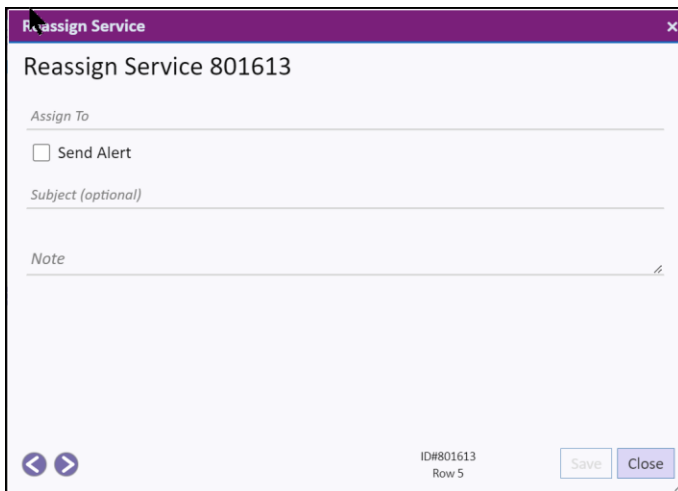 Reassign Service
Reassign Service 801613
Assign To
Send Alert
Subject (optional)
Note
ID#801613
Row 5
Save
Close